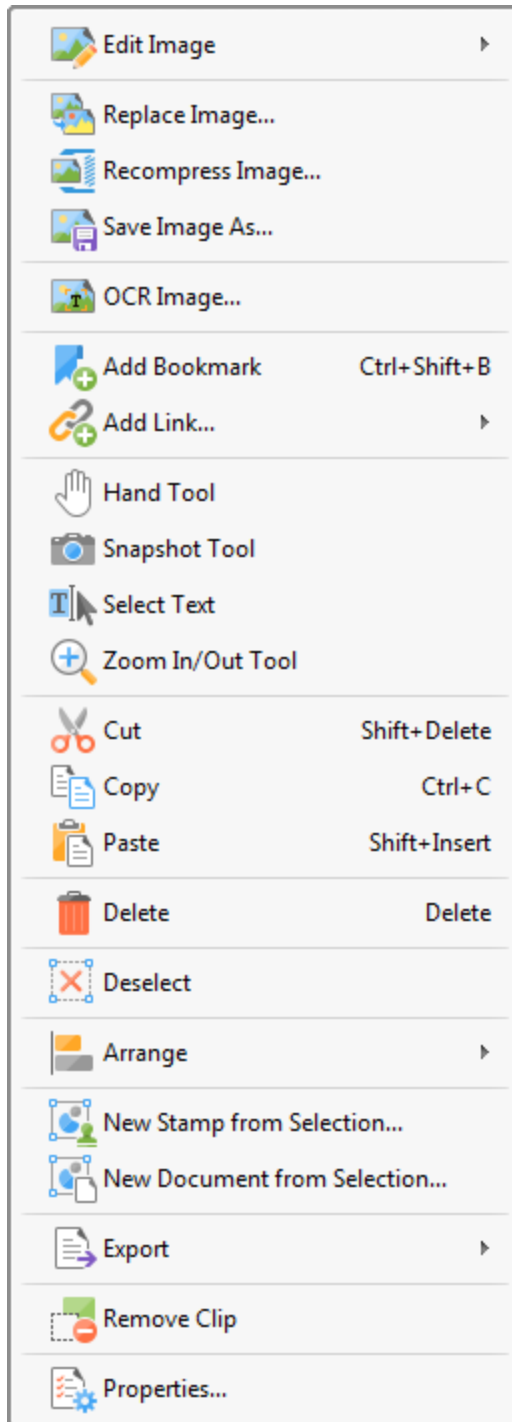 Edit Image
Replace Image...
Recompress Image...
Save Image As...
OCR Image...
Add Bookmark Ctrl+Shift+B
Add Link...
Hand Tool
Snapshot Tool
Select Text
Zoom In/Out Tool
Cut Shift+Delete
Copy Ctrl+C
Paste Shift+Insert
Delete Delete
Deselect
Arrange
New Stamp from Selection...
New Document from Selection...
Export
Remove Clip
Properties...